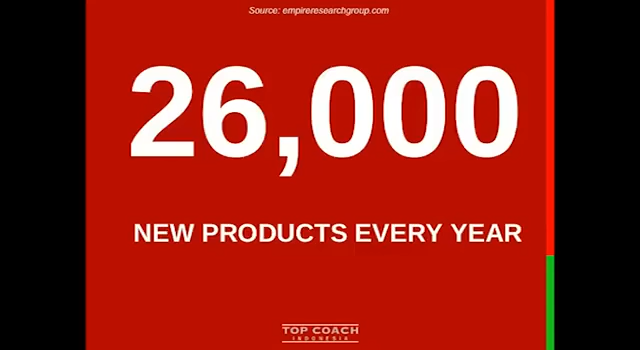 Source: empireresearchgroup.com
26,000
NEW PRODUCTS EVERY YEAR
TOP COACH
INDONESIA